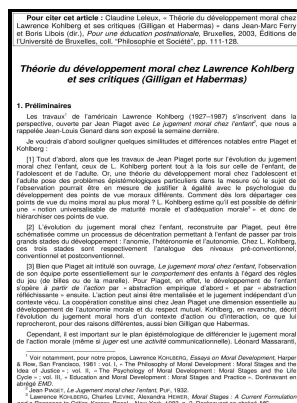 Pour citer cet article : Claudine Leleux, « Théorie du développement moral chez Lawrence Kohlberg
et ses critiques (Gilligan et Habermas) » dans Jean-Marc Ferry
et Boris Libois (dir.), Pour une éducation postnationale, Bruxelles, 2003, Éditions de
l'Université de Bruxelles, coll. "Philosophie et Société", pp. 111-128.
Théorie du développement moral chez Lawrence Kohlberg
et ses critiques (Gilligan et Habermas)
1. Préliminaires
Les travaux¹ de l'américain Lawrence Kohlberg (1927–1987) s'inscrivent dans la
perspective, ouverte par Jean Piaget avec Le jugement moral chez l'enfant², que nous a
rappelée Jean-Louis Genard dans son exposé la semaine dernière.
Je voudrais d'abord souligner quelques similitudes et différences notables entre Piaget et
Kohlberg :
[1] Tout d'abord, alors que les travaux de Jean Piaget porte sur l'évolution du jugement
moral chez l'enfant, ceux de L. Kohlberg portent tout à la fois sur celle de l'enfant, de
l'adolescent et de l'adulte. Or, une théorie du développement moral chez l'adolescent et
l'adulte pose des problèmes épistémologiques particuliers dans la mesure où le sujet de
l'observation pourrait être en mesure de justifier à égalité avec le psychologue du
développement des points de vue moraux différents. Comment dès lors départager ces
points de vue du moins moral au plus moral ? L. Kohlberg estime qu'il est possible de définir
une « notion universalisable de maturité morale et d'adéquation morale³ » et donc de
hiérarchiser ces points de vue.
[2] L'évolution du jugement moral chez l'enfant, reconstruite par Piaget, peut être
schématisée comme un processus de décentration permettant à l'enfant de passer par trois
grands stades du développement : l'anomie, l'hétéronomie et l'autonomie. Chez L. Kohlberg,
ces trois stades sont respectivement l'analogue des niveaux pré-conventionnel,
conventionnel et postconventionnel.
[3] Bien que Piaget ait intitulé son ouvrage, Le Jugement moral chez l'enfant, l'observation
de son équipe porte essentiellement sur le comportement des enfants à l'égard des règles
du jeu (de billes ou de la marelle). Pour Piaget, en effet, le développement de l'enfant
s'opère à partir de l'action par « abstraction empirique d'abord » et par « abstraction
réfléchissante » ensuite. L'action peut ainsi être mentalisée et le jugement indépendant d'un
contexte vécu. La coopération constitue ainsi chez Jean Piaget une dimension essentielle au
développement de l'autonomie morale et du respect mutuel. Kohlberg, en revanche, décrit
l'évolution du jugement moral hors d'un contexte d'action ou d'interaction, ce que lui
reprocheront, pour des raisons différentes, aussi bien Gilligan que Habermas.
Cependant, il est important sur le plan épistémologique de différencier le jugement moral
de l'action morale (même si juger est une activité communicationnelle). Léonard Massaranti,
¹ Voir notamment, pour notre propos, Lawrence KOHLBERG, Essays on Moral Development, Harper
& Row, San Francisco, 1981 : vol. I, « The Philosophy of Moral Development : Moral Stages and the
Idea of Justice » ; vol. II, « The Psychology of Moral Development : Moral Stages and the Life
Cycle » ; vol. III, « Education and Moral Development : Moral Stages and Practice ». Dorénavant en
abrégé EMD.
² Jean PIAGET, Le Jugement moral chez l'enfant, PUF, 1932.
³ Lawrence KOHLBERG, Charles LEVINE, Alexandra HEWER, Moral Stages : A Current Formulation